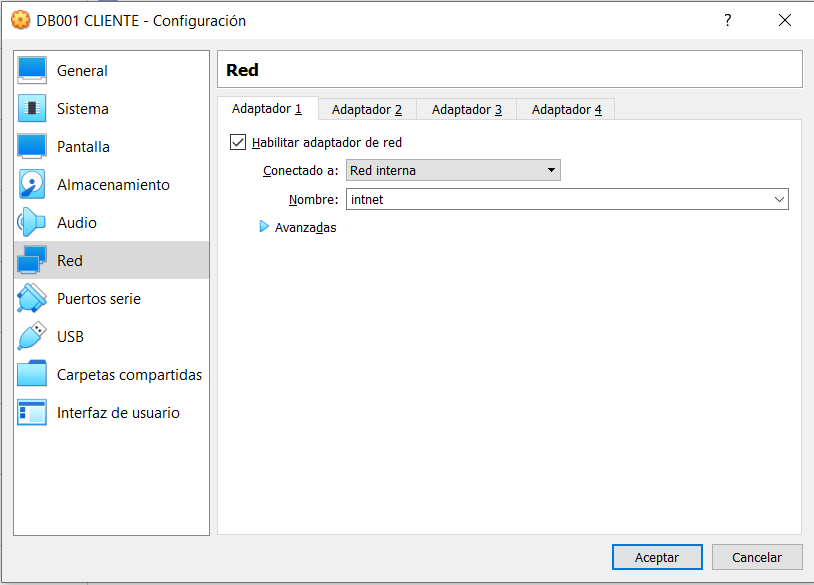 DB001 CLIENTE - Configuración
?
General
Sistema
Pantalla
Almacenamiento
Audio
Red
Puertos serie
USB
Carpetas compartidas
Interfaz de usuario
Red
Adaptador 1
Adaptador 2
Adaptador 3
Adaptador 4
Habilitar adaptador de red
Conectado a: Red interna
Nombre: intnet
Avanzadas
Aceptar
Cancelar